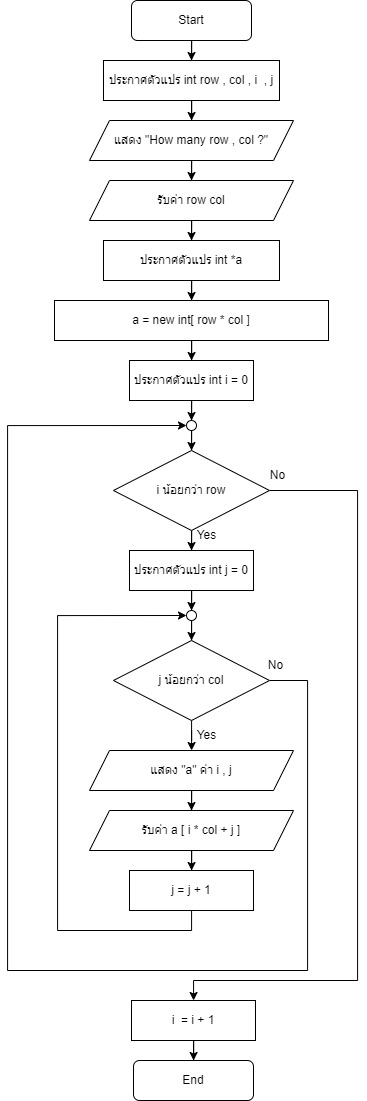 Start
ประกาศตัวแปร int row , col , i  , j
แสดง "How many row , col ?"
รับค่า row col
ประกาศตัวแปร int *a
a = new int[ row * col ]
ประกาศตัวแปร int i = 0
i น้อยกว่า row
No
Yes
ประกาศตัวแปร int j = 0
j น้อยกว่า col
No
Yes
แสดง "a" ค่า i , j
รับค่า a [ i * col + j ]
j = j + 1
i  = i + 1
End